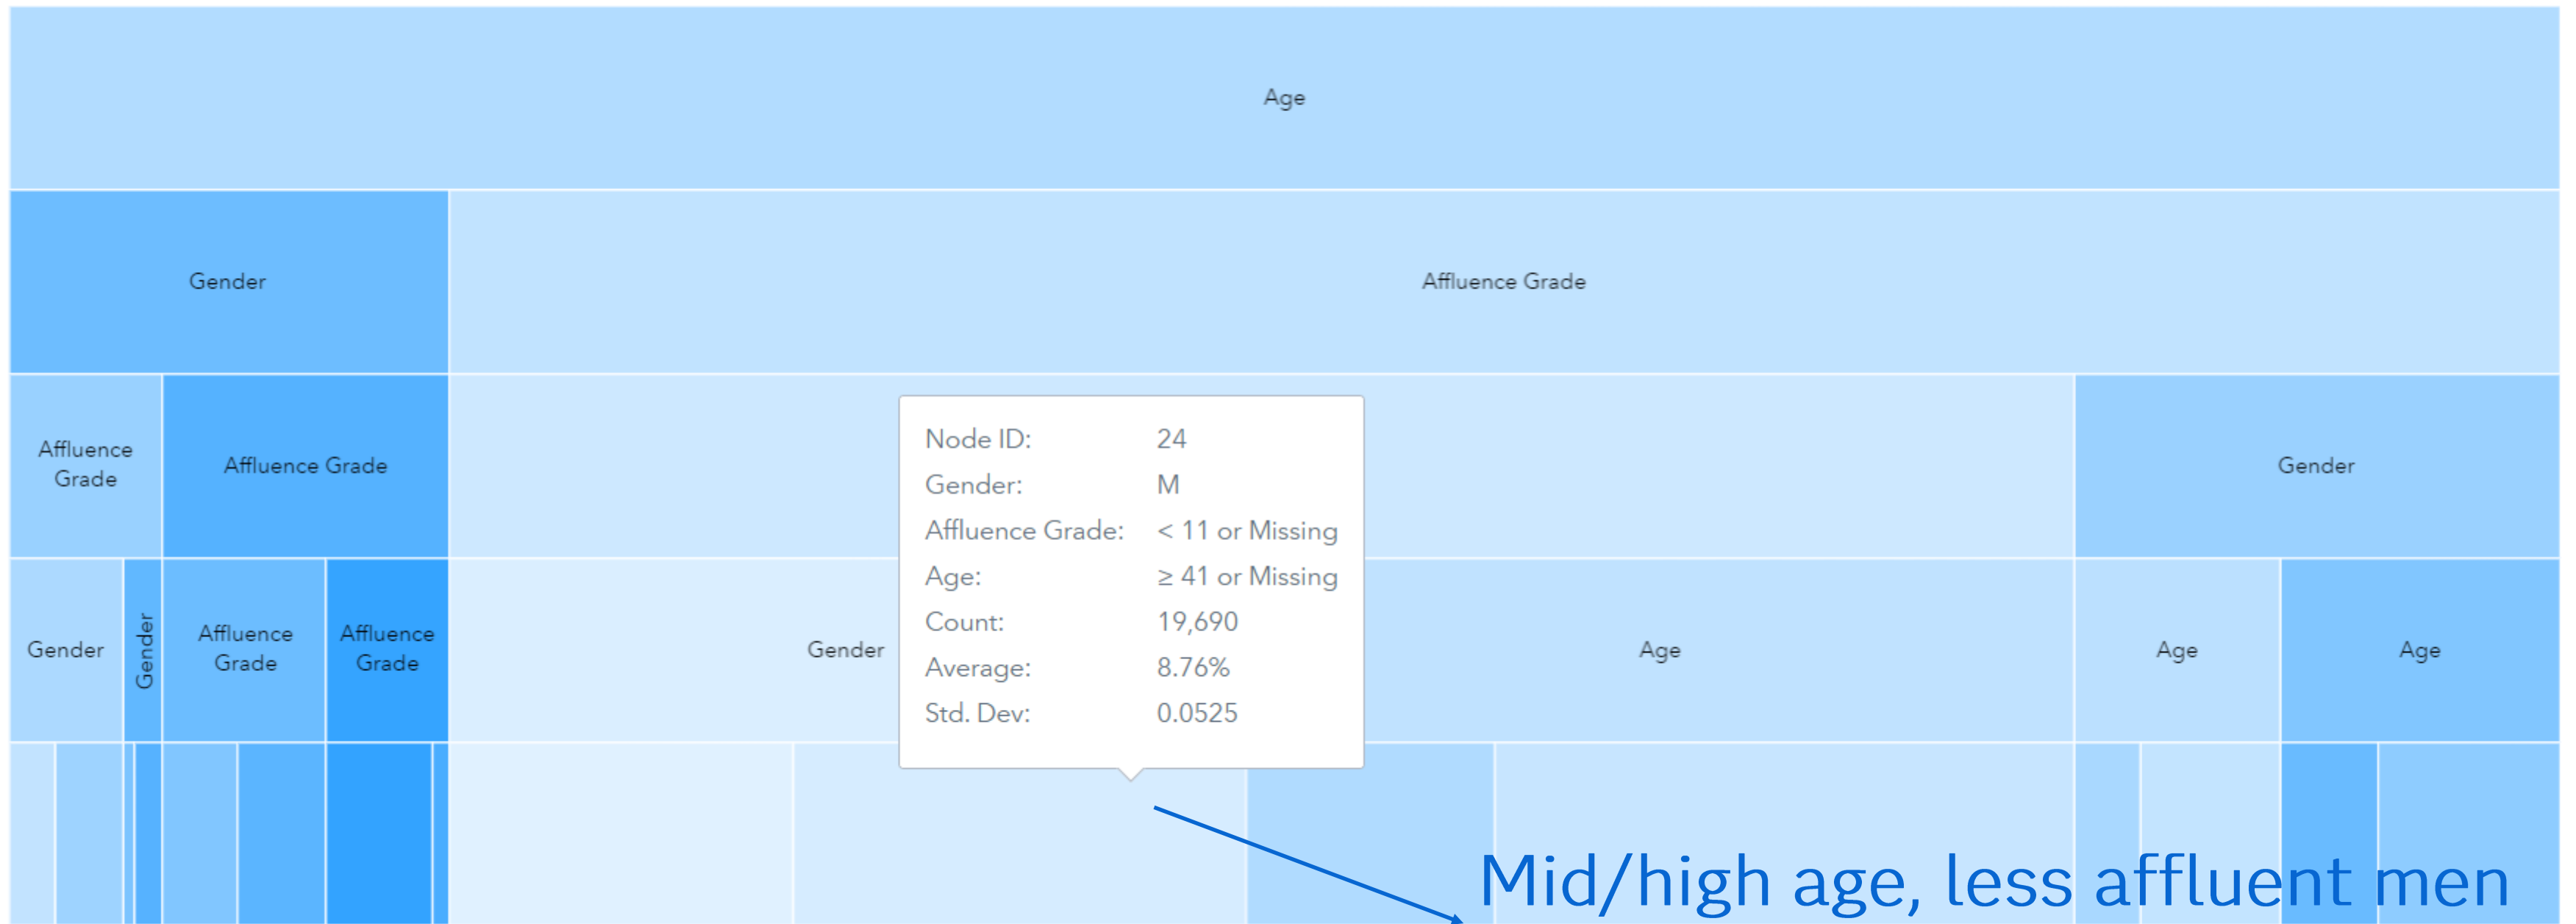 Age
Gender
Affluence Grade
Affluence
Grade
Affluence Grade
Gender
Node ID: 24
Gender: M
Affluence Grade: < 11 or Missing
Age: ≥ 41 or Missing
Count: 19,690
Average: 8.76%
Std. Dev: 0.0525
Gender
Gender
Affluence
Grade
Affluence
Grade
Gender
Age
Age
Age
Mid/high age, less affluent men